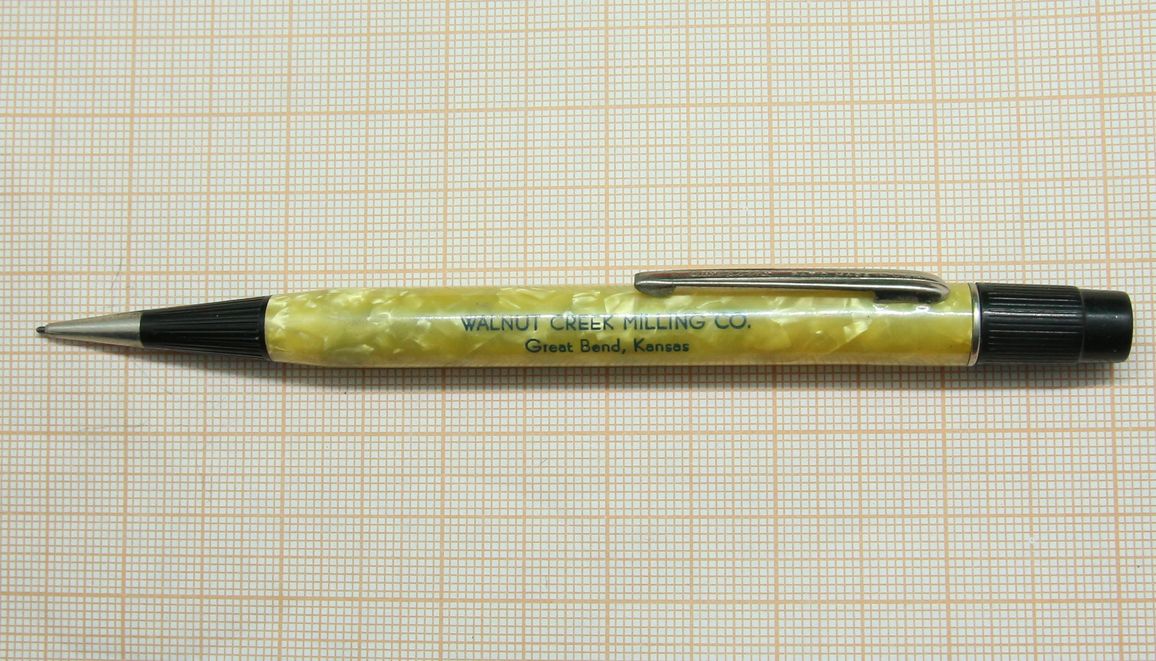 WALNUT CREEK MILLING CO.
Great Bend, Kansas